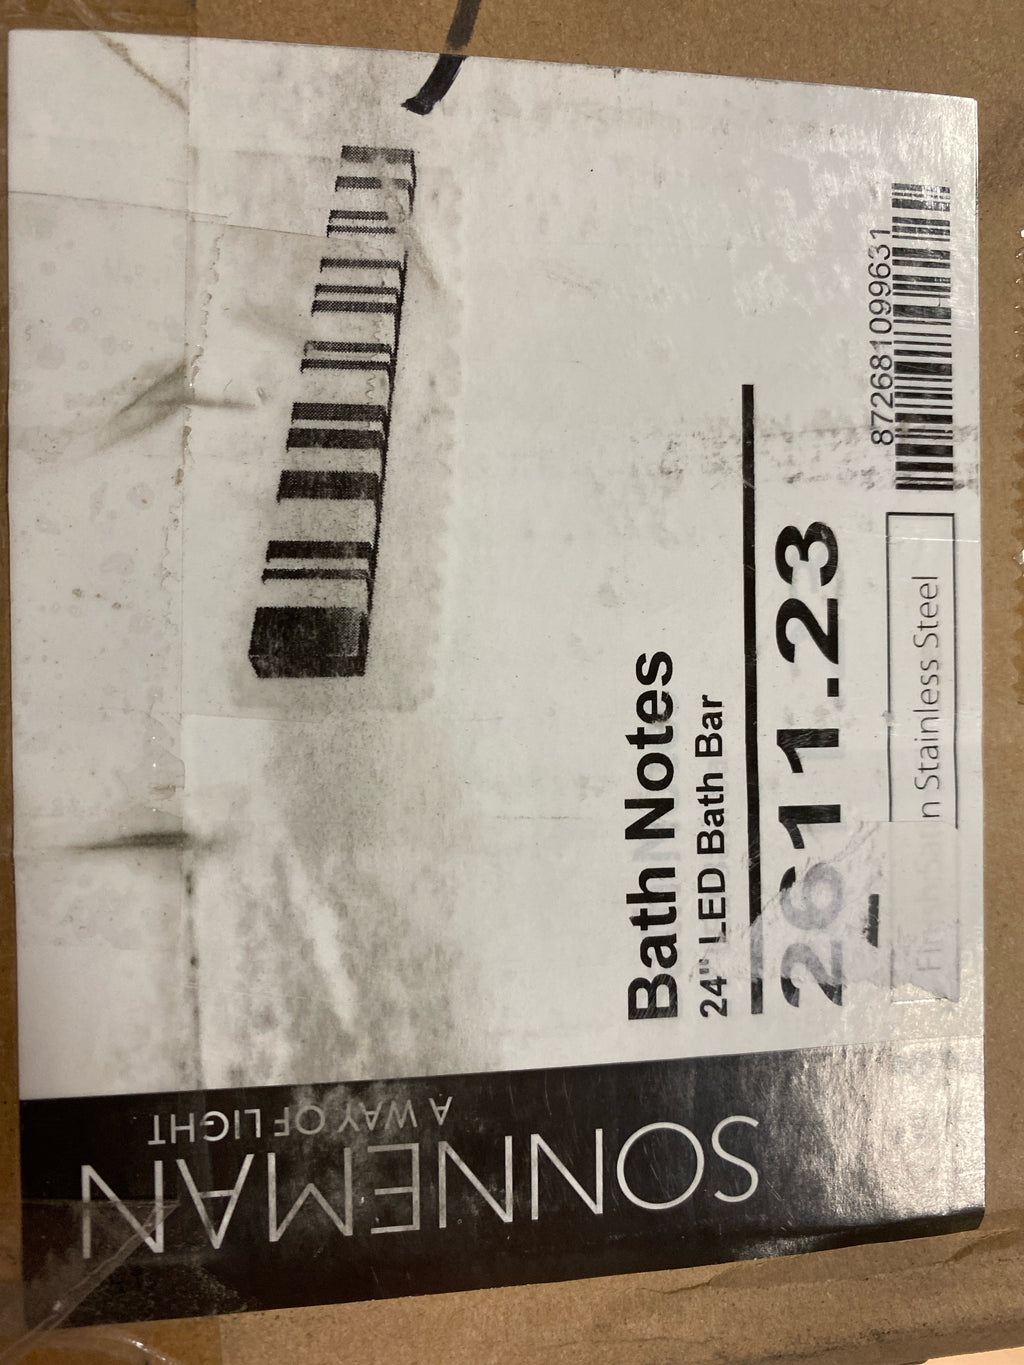 SONNEMAN
A WAY OF LIGHT
Bath Notes
24" LED Bath Bar
2611.23
n Stainless Steel
872681099631